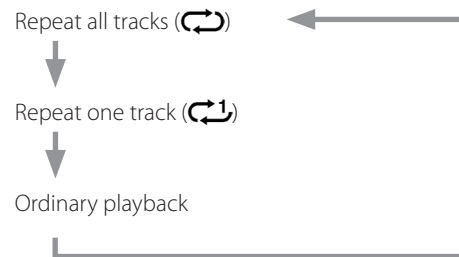 Repeat all tracks (🔁)
Repeat one track (🔂)
Ordinary playback